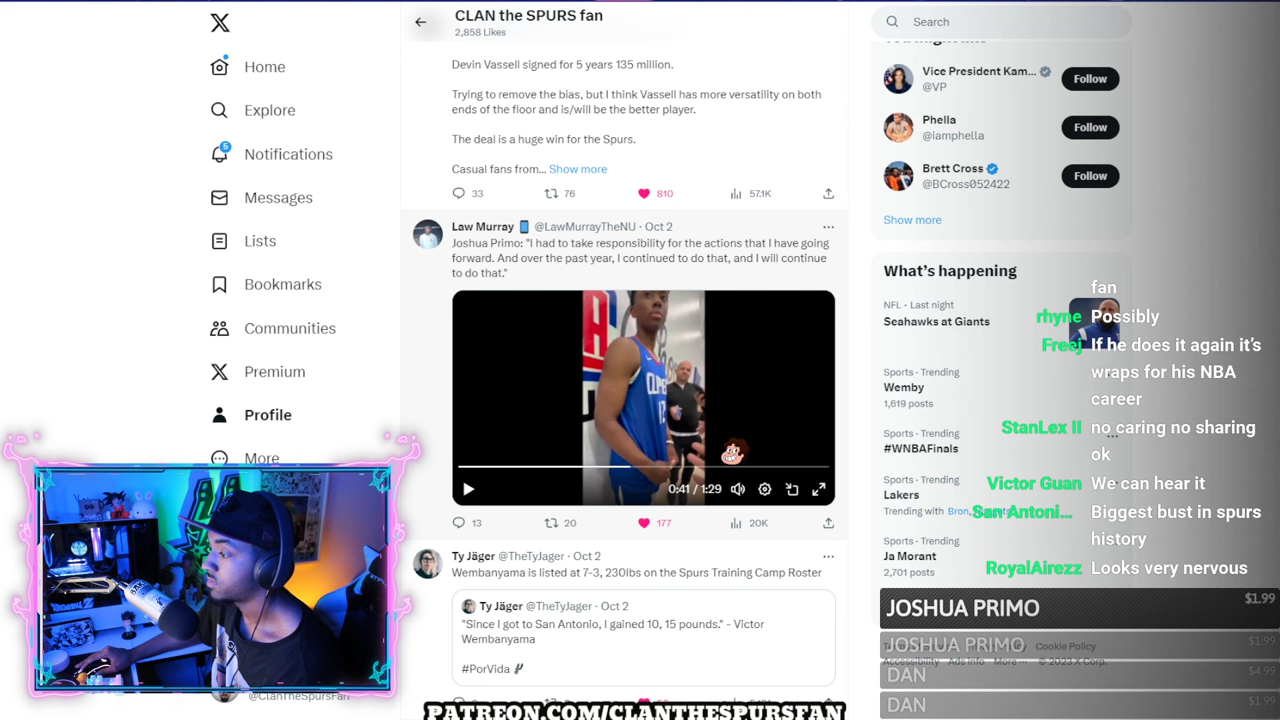 CLAN the SPURS fan
2,858 Likes
Home
Explore
5
Notifications
Messages
Lists
Bookmarks
Communities
Premium
Profile
More
@ClanTheSpursFan
Devin Vassell signed for 5 years 135 million.
Trying to remove the bias, but I think Vassell has more versatility on both
ends of the floor and is/will be the better player.
The deal is a huge win for the Spurs.
Casual fans from... Show more
33 76 810 57.1K
Law Murray @LawMurrayTheNU · Oct 2
Joshua Primo: "I had to take responsibility for the actions that I have going
forward. And over the past year, I continued to do that, and I will continue
to do that."
0:41 / 1:29
13 20 177 20K
Ty Jäger @TheTyJager · Oct 2
Wembanyama is listed at 7-3, 230lbs on the Spurs Training Camp Roster
Ty Jäger @TheTyJager · Oct 2
"Since I got to San Antonio, I gained 10, 15 pounds." - Victor
Wembanyama
#PorVida
PATREON.COM/CLANTHESPURSFAN
Search
You might like
Vice President Kam...
@VP
Follow
Phella
@iamphella
Follow
Brett Cross
@BCross052422
Follow
Show more
What's happening
NFL · Last night
Seahawks at Giants
Sports · Trending
Wemby
1,619 posts
Sports · Trending
#WNBAFinals
Sports · Trending
Lakers
Trending with Bron,
Sports · Trending
Ja Morant
2,701 posts
fan
rhyne Possibly
Freej If he does it again it's
wraps for his NBA
career
StanLex II no caring no sharing
ok
Victor Guan We can hear it
San Antoni... Biggest bust in spurs
history
RoyalAirezz Looks very nervous
JOSHUA PRIMO $1.99
JOSHUA PRIMO $1.99
Cookie Policy
Accessibility Ads info More ... © 2023 X Corp.
DAN $4.99
DAN $1.99